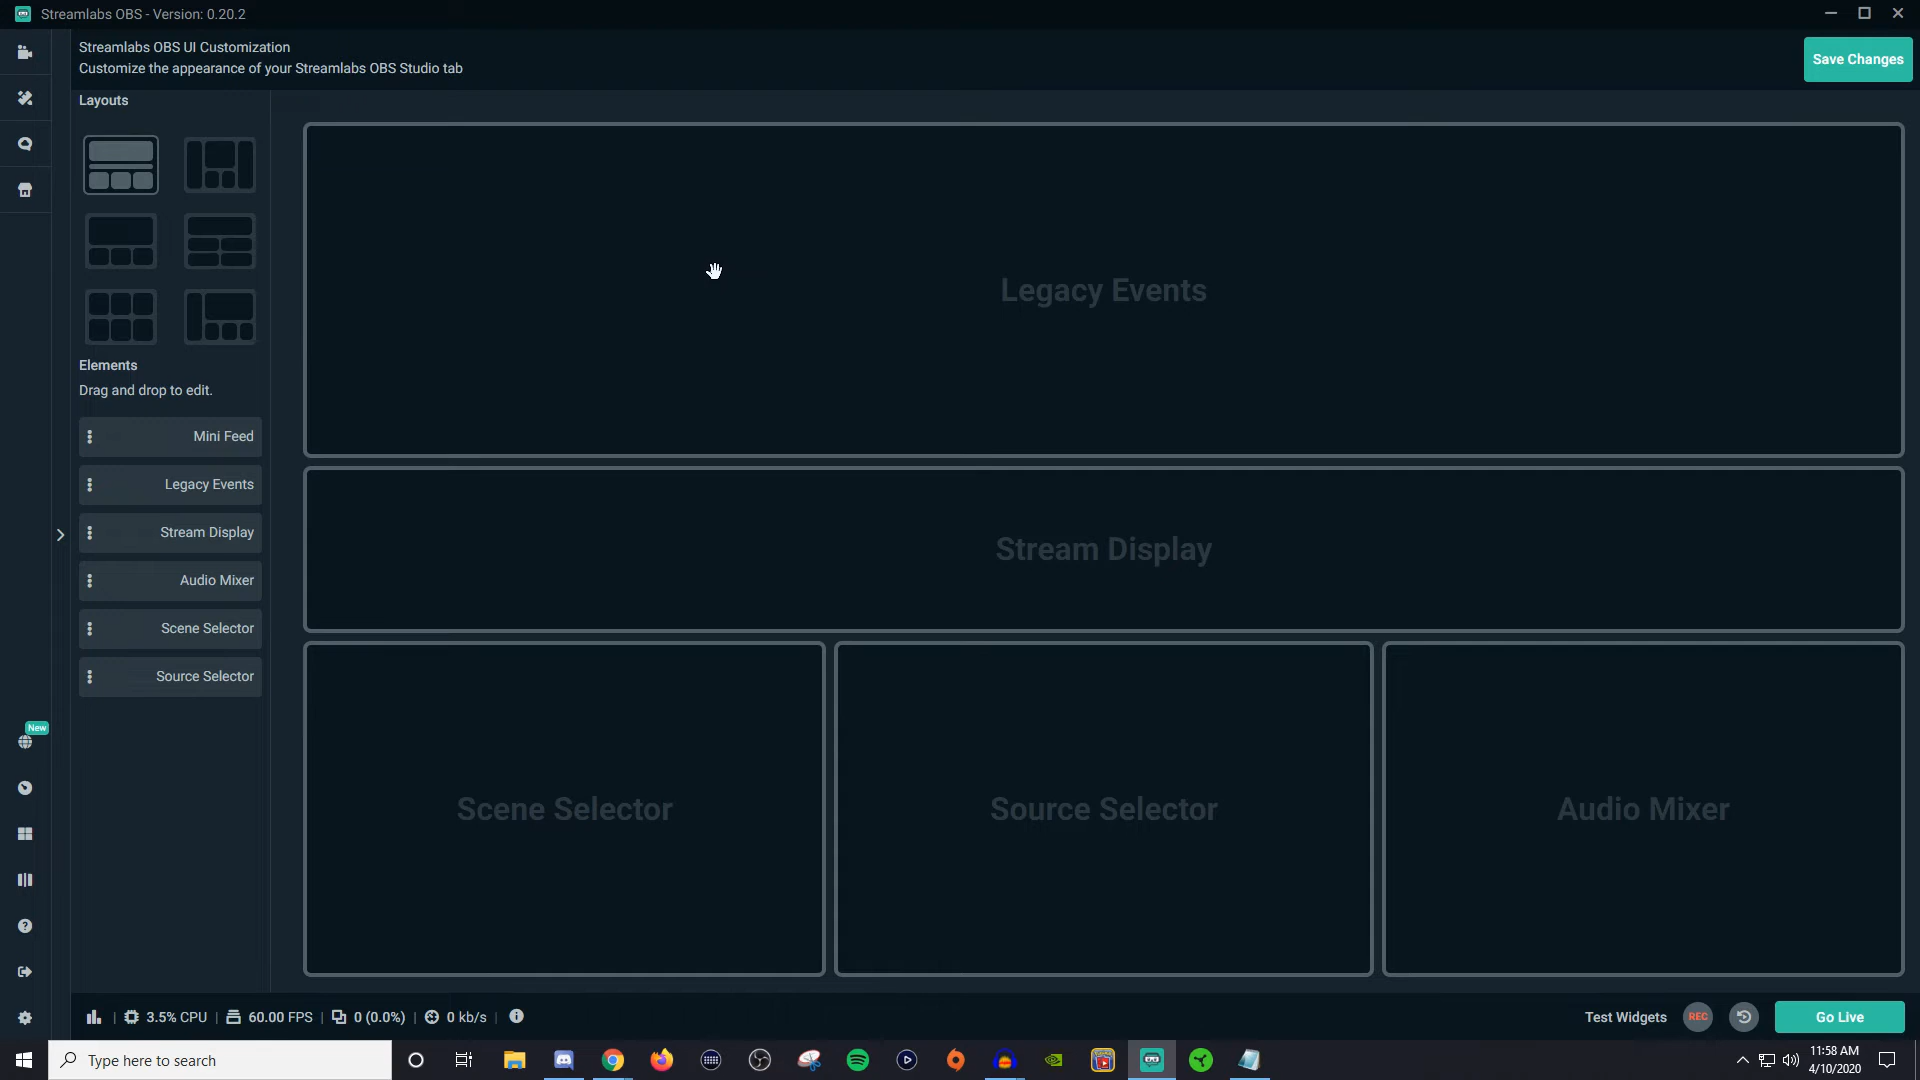 Streamlabs OBS - Version: 0.20.2
Streamlabs OBS UI Customization
Customize the appearance of your Streamlabs OBS Studio tab
Save Changes
Layouts
Legacy Events
Elements
Drag and drop to edit.
Mini Feed
Legacy Events
Stream Display
Audio Mixer
Scene Selector
Source Selector
Stream Display
Scene Selector
Source Selector
Audio Mixer
New
3.5% CPU
60.00 FPS
0 (0.0%)
0 kb/s
Test Widgets
REC
Go Live
Type here to search
11:58 AM
4/10/2020